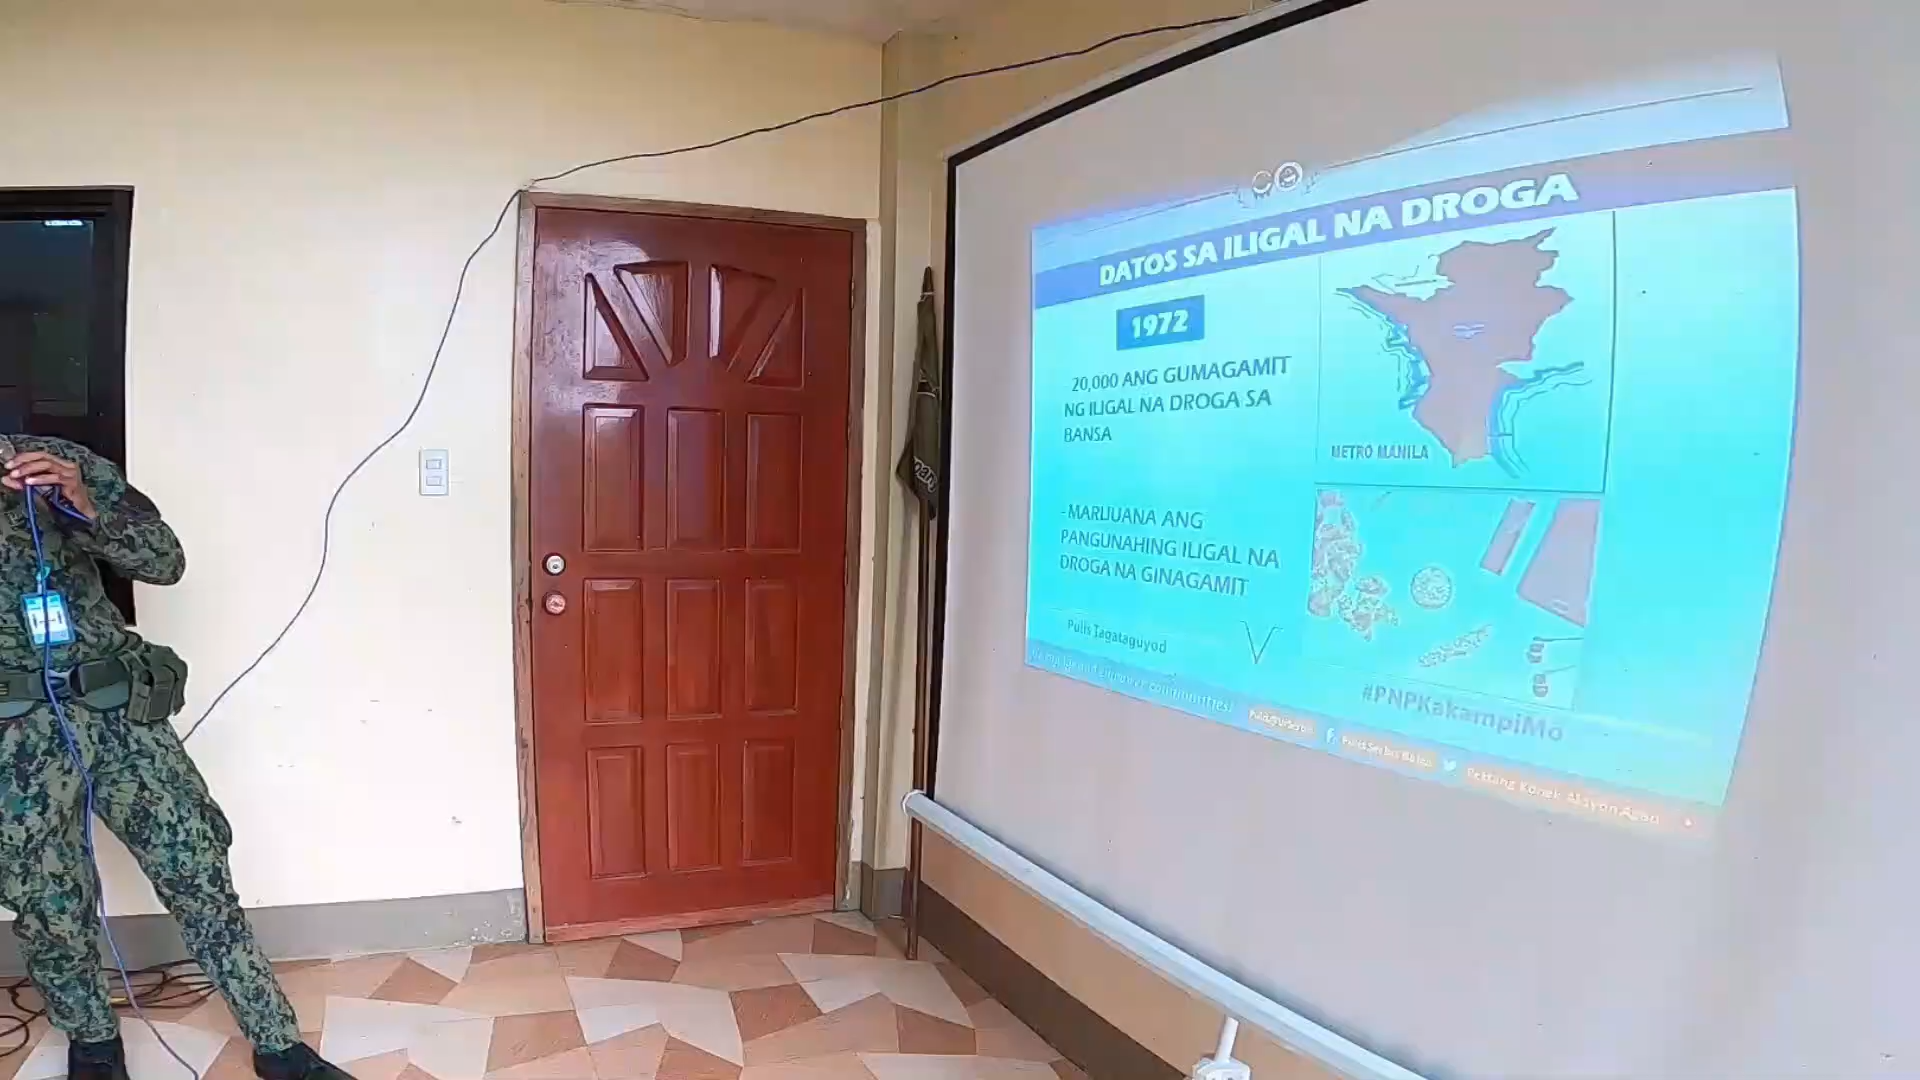 DATOS SA ILIGAL NA DROGA
1972
20,000 ANG GUMAGAMIT
NG ILIGAL NA DROGA SA
BANSA
METRO MANILA
-MARIJUANA ANG
PANGUNAHING ILIGAL NA
DROGA NA GINAGAMIT
Pulis Tagataguyod
communities!
#PNPKakampiMo